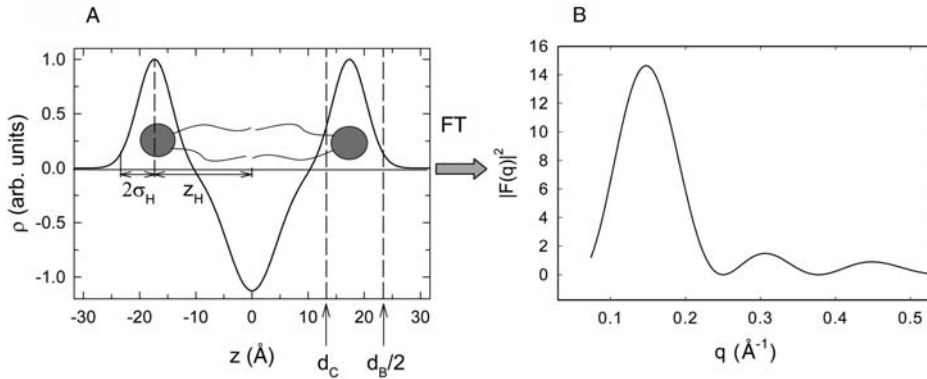 A
ρ (arb. units)
1.0
0.5
0.0
-0.5
-1.0
2σH
zH
-30
-20
-10
0
10
20
30
z (Å)
dC
dB/2
FT
B
|F(q)|²
16
14
12
10
8
6
4
2
0
0.1
0.2
0.3
0.4
0.5
q (Å⁻¹)